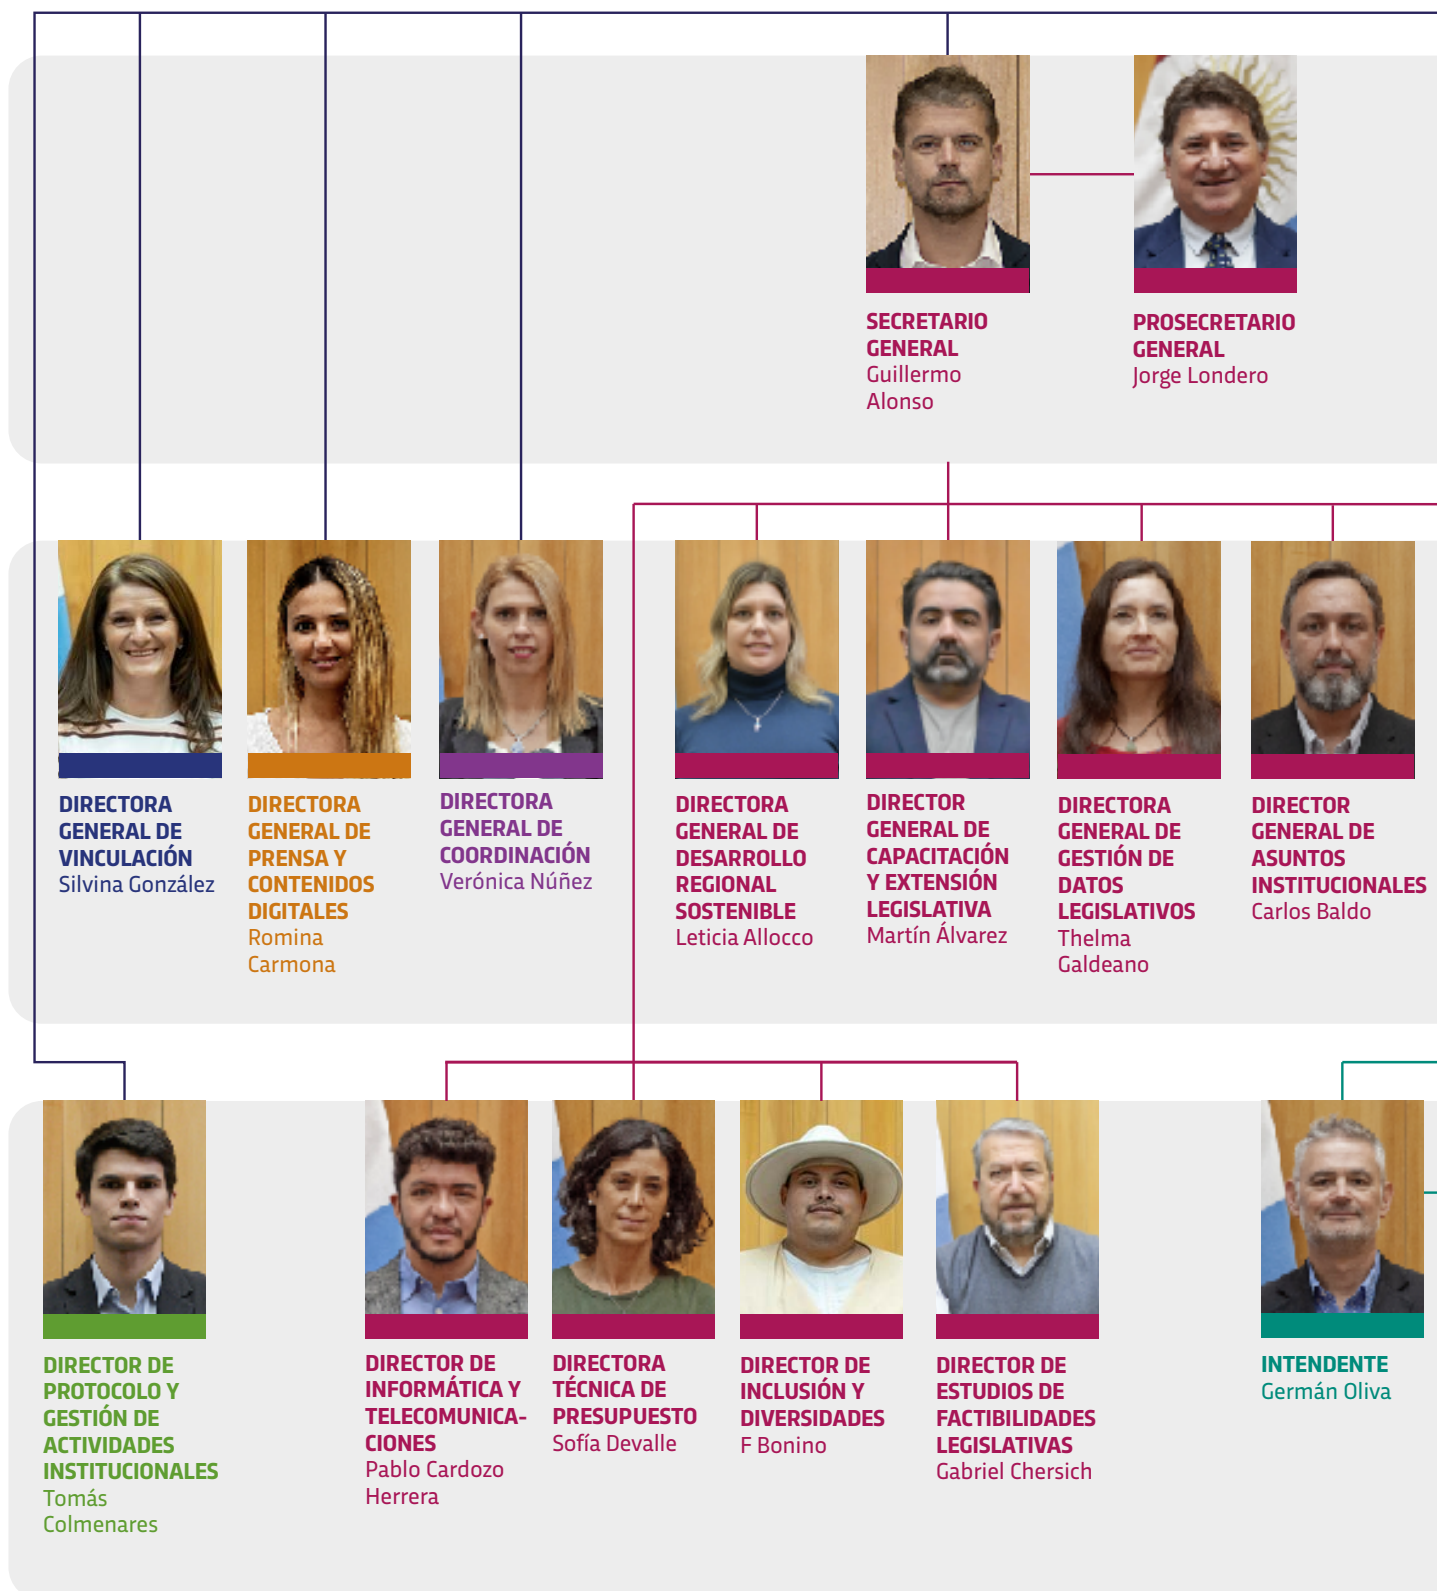 SECRETARIO
GENERAL
Guillermo
Alonso
PROSECRETARIO
GENERAL
Jorge Londero
DIRECTORA
GENERAL DE
VINCULACIÓN
Silvina González
DIRECTORA
GENERAL DE
PRENSA Y
CONTENIDOS
DIGITALES
Romina
Carmona
DIRECTORA
GENERAL DE
COORDINACIÓN
Verónica Núñez
DIRECTORA
GENERAL DE
DESARROLLO
REGIONAL
SOSTENIBLE
Leticia Allocco
DIRECTOR
GENERAL DE
CAPACITACIÓN
Y EXTENSIÓN
LEGISLATIVA
Martín Álvarez
DIRECTORA
GENERAL DE
GESTIÓN DE
DATOS
LEGISLATIVOS
Thelma
Galdeano
DIRECTOR
GENERAL DE
ASUNTOS
INSTITUCIONALES
Carlos Baldo
DIRECTOR DE
PROTOCOLO Y
GESTIÓN DE
ACTIVIDADES
INSTITUCIONALES
Tomás
Colmenares
DIRECTOR DE
INFORMÁTICA Y
TELECOMUNICA-
CIONES
Pablo Cardozo
Herrera
DIRECTORA
TÉCNICA DE
PRESUPUESTO
Sofía Devalle
DIRECTOR DE
INCLUSIÓN Y
DIVERSIDADES
F Bonino
DIRECTOR DE
ESTUDIOS DE
FACTIBILIDADES
LEGISLATIVAS
Gabriel Chersich
INTENDENTE
Germán Oliva